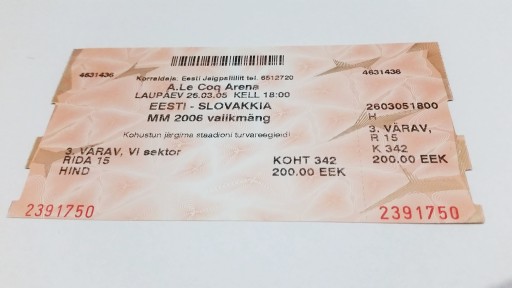 4631436
4631436
Korraldaja: Eesti Jalgpalliliit tel. 6512720
A.Le Coq Arena
LAUPÄEV 26.03.05 KELL 18:00
EESTI - SLOVAKKIA
MM 2006 valikmäng
Kohustun järgima staadioni turvareegleid!
2603051800
H
3. VÄRAV, VI sektor
RIDA 15
KOHT 342
HIND
200.00 EEK
3. VÄRAV,
R 15
K 342
200.00 EEK
2391750
2391750